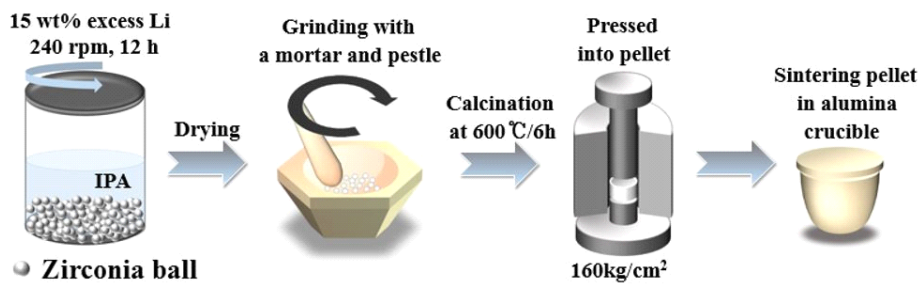 15 wt% excess Li
240 rpm, 12 h
IPA
Zirconia ball
Drying
Grinding with
a mortar and pestle
Calcination
at 600℃/6h
Pressed
into pellet
160kg/cm²
Sintering pellet
in alumina
crucible